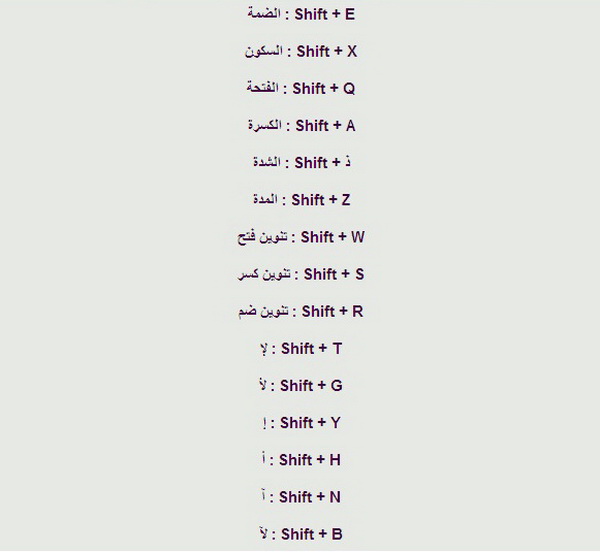 Shift + E : الضمة
Shift + X : السكون
Shift + Q : الفتحة
Shift + A : الكسرة
Shift + ذ : الشدة
Shift + Z : المدة
Shift + W : تنوين فتح
Shift + S : تنوين كسر
Shift + R : تنوين ضم
Shift + T : لإ
Shift + G : لأ
Shift + Y : إ
Shift + H : أ
Shift + N : آ
Shift + B : لآ